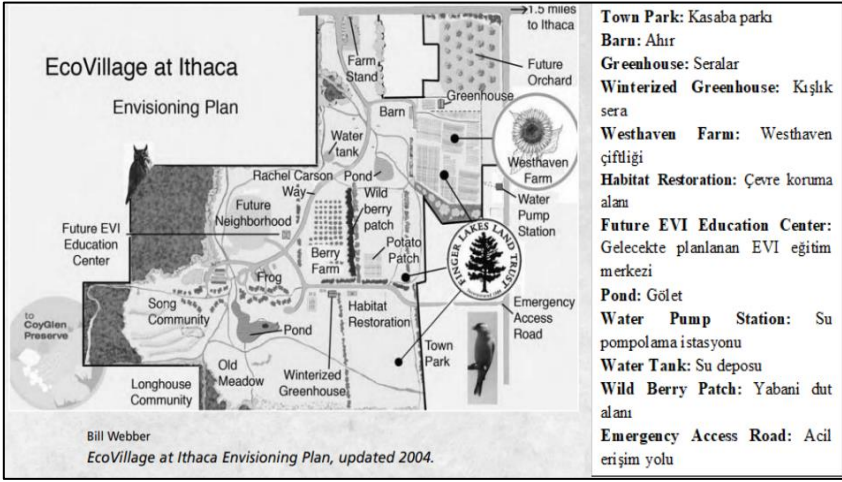 EcoVillage at Ithaca
Envisioning Plan
1.5 miles
to Ithaca
Farm
Stand
Future
Orchard
Greenhouse
Barn
Water
tank
Westhaven
Farm
Rachel Carson
Way
Pond
Wild
berry
patch
Water
Pump
Station
Future
Neighborhood
Future EVI
Education
Center
Berry
Farm
Potato
Patch
FINGER LAKES LAND TRUST
Frog
Song
Community
Habitat
Restoration
Emergency
Access
Road
to
CoyGlen
Preserve
Pond
Town
Park
Old
Meadow
Winterized
Greenhouse
Longhouse
Community
Bill Webber
EcoVillage at Ithaca Envisioning Plan, updated 2004.
Town Park: Kasaba parkı
Barn: Ahır
Greenhouse: Seralar
Winterized Greenhouse: Kışlık
sera
Westhaven Farm: Westhaven
çiftliği
Habitat Restoration: Çevre koruma
alanı
Future EVI Education Center:
Gelecekte planlanan EVI eğitim
merkezi
Pond: Gölet
Water Pump Station: Su
pompolama istasyonu
Water Tank: Su deposu
Wild Berry Patch: Yabani dut
alanı
Emergency Access Road: Acil
erişim yolu